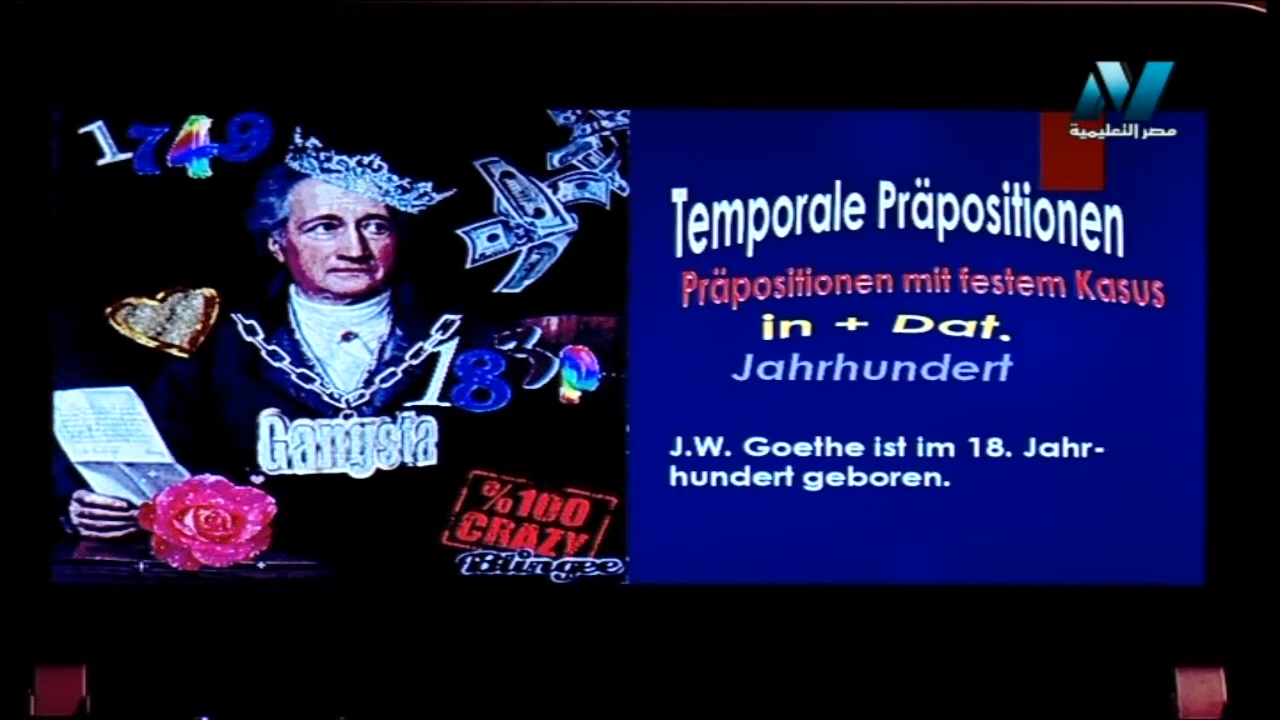 مصر التعليمية
1749
1830
Gangsta
%100
CRAZY
Blingee
Temporale Präpositionen
Präpositionen mit festem Kasus
in + Dat.
Jahrhundert
J.W. Goethe ist im 18. Jahr-
hundert geboren.